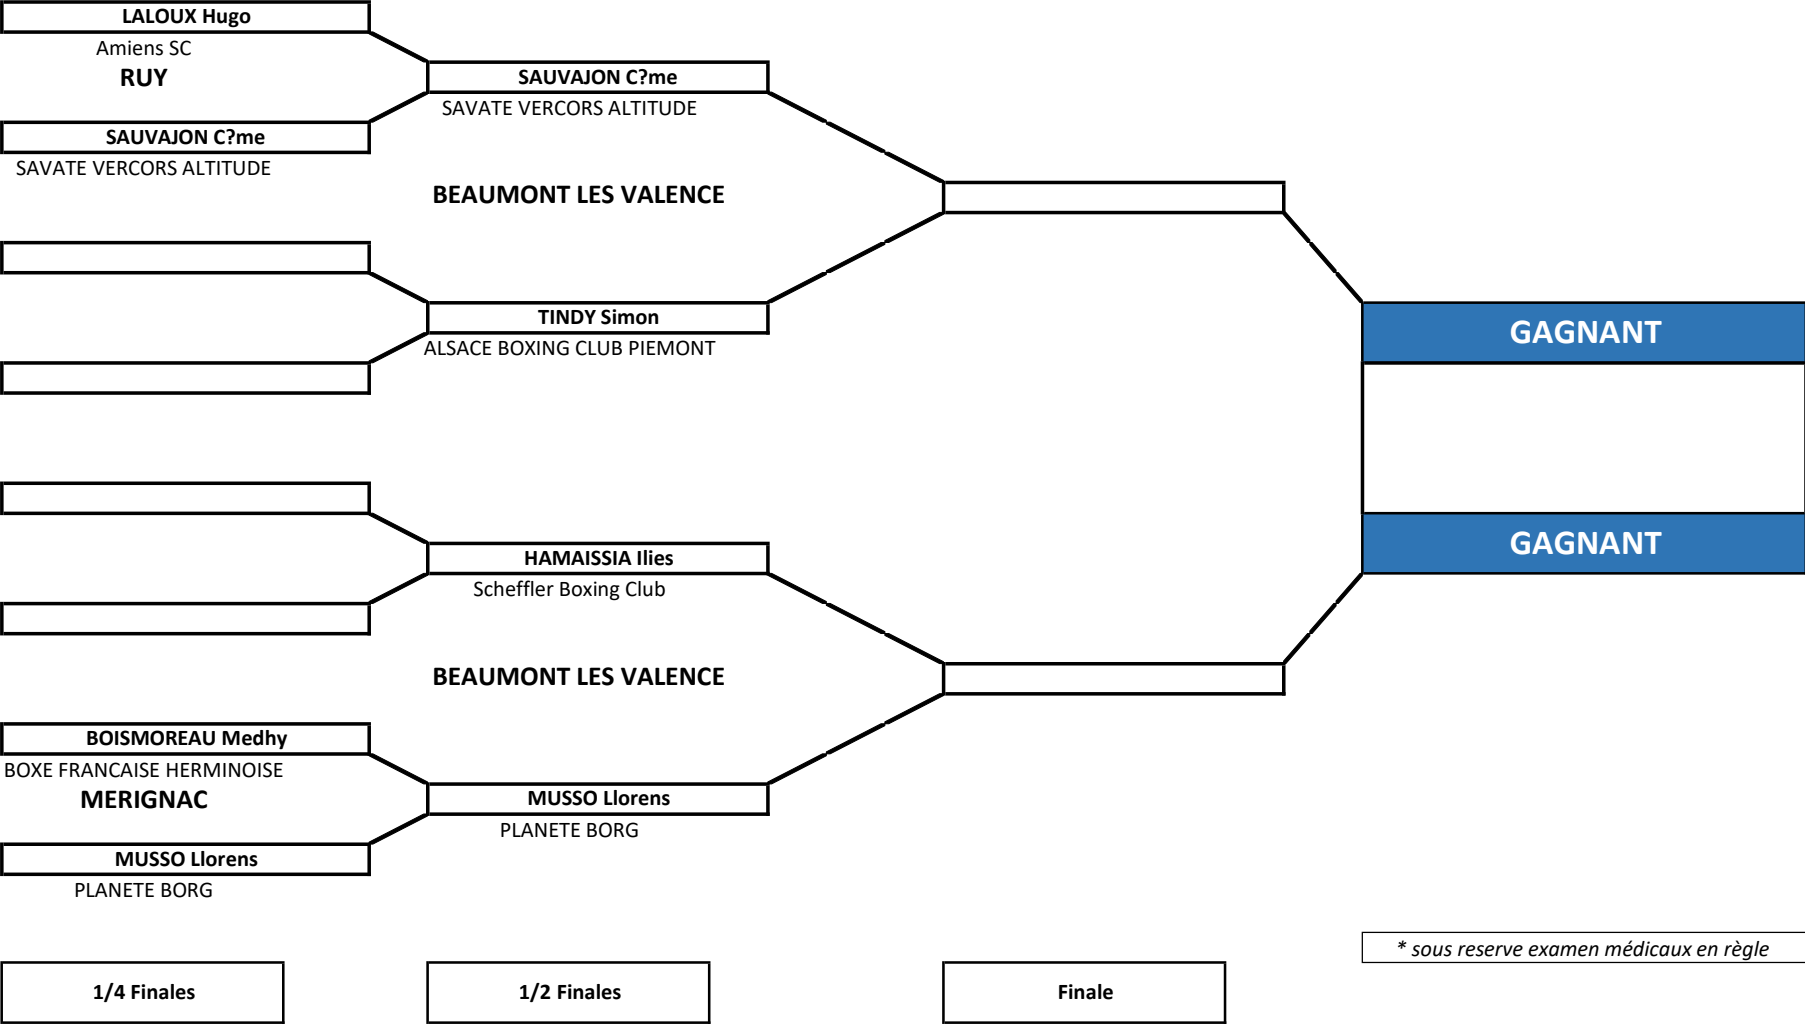 LALOUX Hugo
Amiens SC
RUY
SAUVAJON C?me
SAVATE VERCORS ALTITUDE
SAUVAJON C?me
SAVATE VERCORS ALTITUDE
BEAUMONT LES VALENCE
TINDY Simon
ALSACE BOXING CLUB PIEMONT
HAMAISSIA Ilies
Scheffler Boxing Club
BEAUMONT LES VALENCE
BOISMOREAU Medhy
BOXE FRANCAISE HERMINOISE
MERIGNAC
MUSSO Llorens
PLANETE BORG
MUSSO Llorens
PLANETE BORG
GAGNANT
GAGNANT
* sous reserve examen médicaux en règle
1/4 Finales
1/2 Finales
Finale